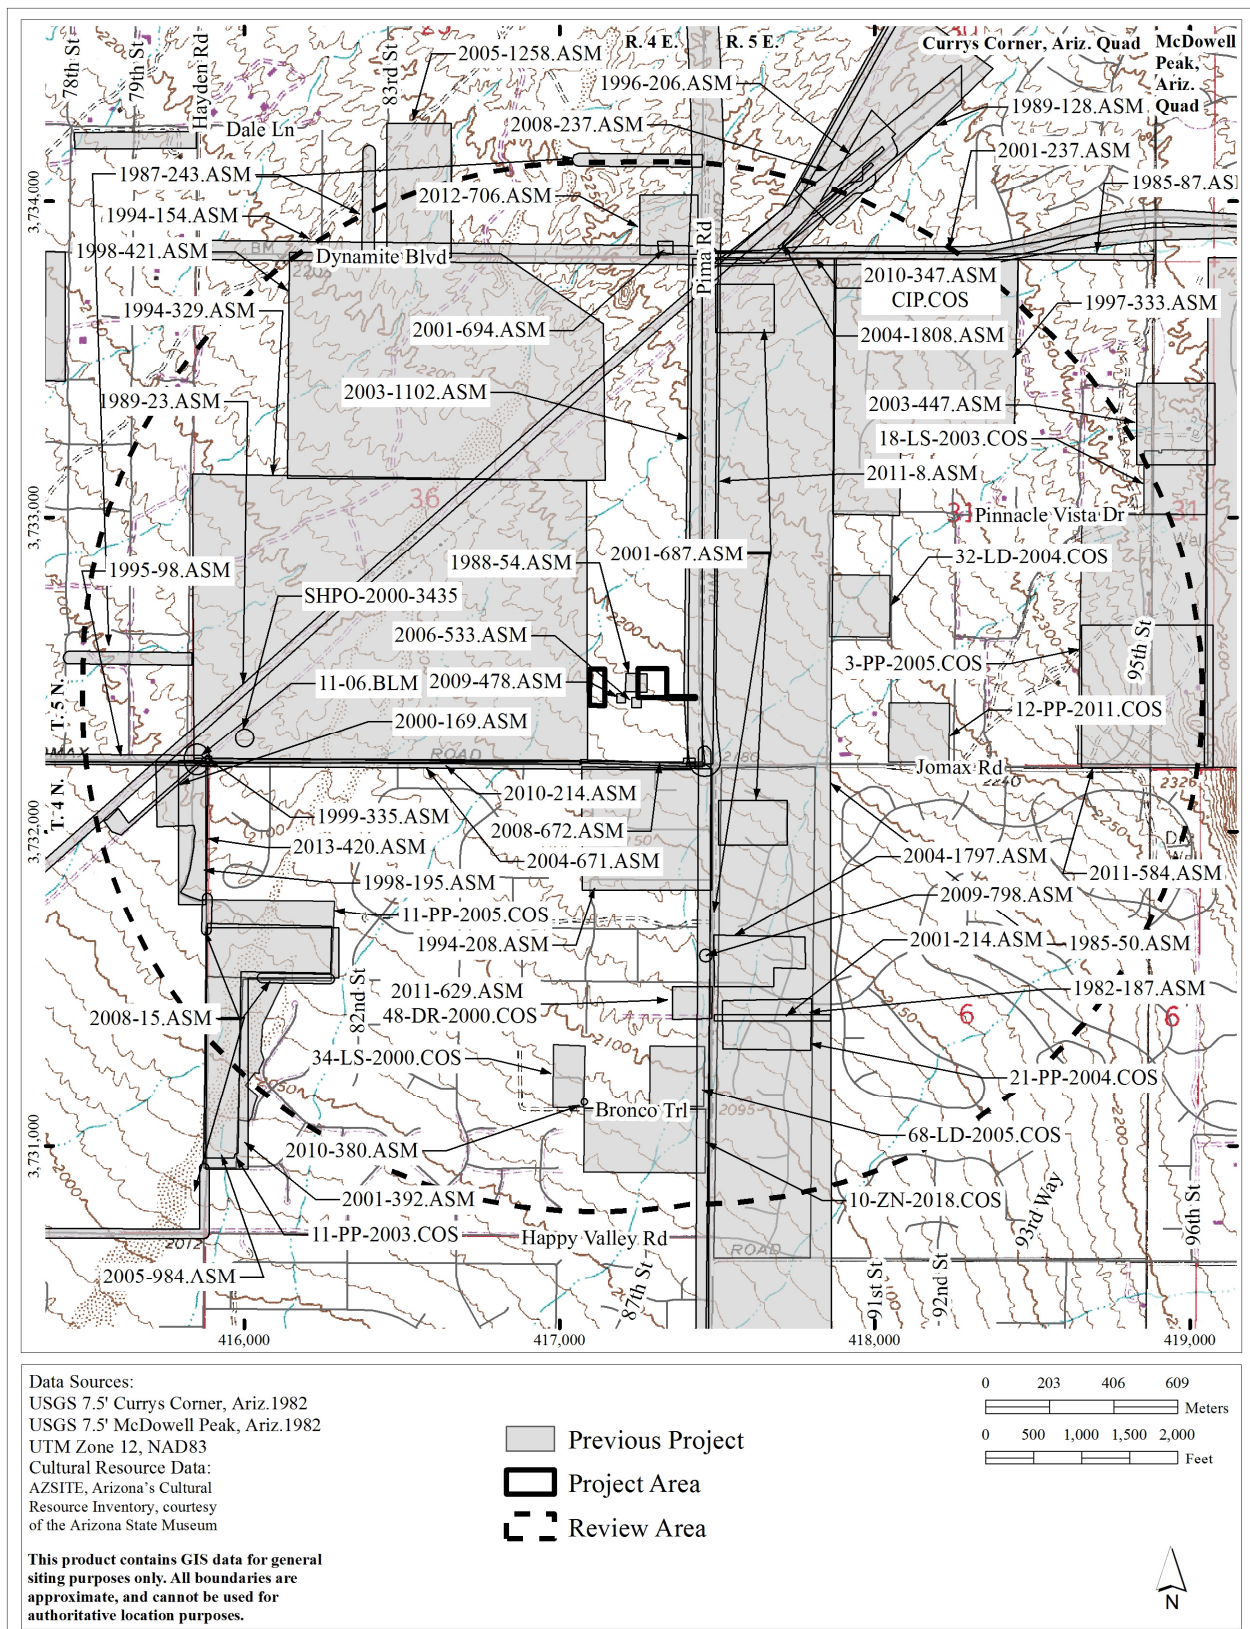 78th St
79th St
Hayden Rd
83rd St
2005-1258.ASM
R. 4 E.
R. 5 E.
Currys Corner, Ariz. Quad
McDowell
Peak,
Ariz.
Quad
1996-206.ASM
1989-128.ASM
2008-237.ASM
Dale Ln
2001-237.ASM
1987-243.ASM
1985-87.AS
2012-706.ASM
3,734,000
1994-154.ASM
1998-421.ASM
Dynamite Blvd
Pima Rd
2010-347.ASM
CIP.COS
1994-329.ASM
1997-333.ASM
2001-694.ASM
2004-1808.ASM
2003-1102.ASM
1989-23.ASM
2003-447.ASM
18-LS-2003.COS
2011-8.ASM
36
31
Pinnacle Vista Dr
31
3,733,000
2001-687.ASM
32-LD-2004.COS
1988-54.ASM
1995-98.ASM
SHPO-2000-3435
2006-533.ASM
3-PP-2005.COS
95th St
11-06.BLM
2009-478.ASM
2000-169.ASM
12-PP-2011.COS
T. 5 N.
T. 4 N.
ROAD
2180
Jomax Rd
2240
2326
2010-214.ASM
1999-335.ASM
2008-672.ASM
3,732,000
2013-420.ASM
2004-671.ASM
2004-1797.ASM
2011-584.ASM
1998-195.ASM
2009-798.ASM
11-PP-2005.COS
1994-208.ASM
2001-214.ASM
1985-50.ASM
82nd St
2011-629.ASM
48-DR-2000.COS
1982-187.ASM
2008-15.ASM
6
6
34-LS-2000.COS
21-PP-2004.COS
Bronco Trl
2095
68-LD-2005.COS
3,731,000
2010-380.ASM
2001-392.ASM
10-ZN-2018.COS
11-PP-2003.COS
Happy Valley Rd
2072
ROAD
93rd Way
96th St
2005-984.ASM
87th St
91st St
92nd St
416,000
417,000
418,000
419,000
Data Sources:
USGS 7.5' Currys Corner, Ariz.1982
USGS 7.5' McDowell Peak, Ariz.1982
UTM Zone 12, NAD83
Cultural Resource Data:
AZSITE, Arizona's Cultural
Resource Inventory, courtesy
of the Arizona State Museum
This product contains GIS data for general
siting purposes only. All boundaries are
approximate, and cannot be used for
authoritative location purposes.
Previous Project
Project Area
Review Area
0 203 406 609
Meters
0 500 1,000 1,500 2,000
Feet
N